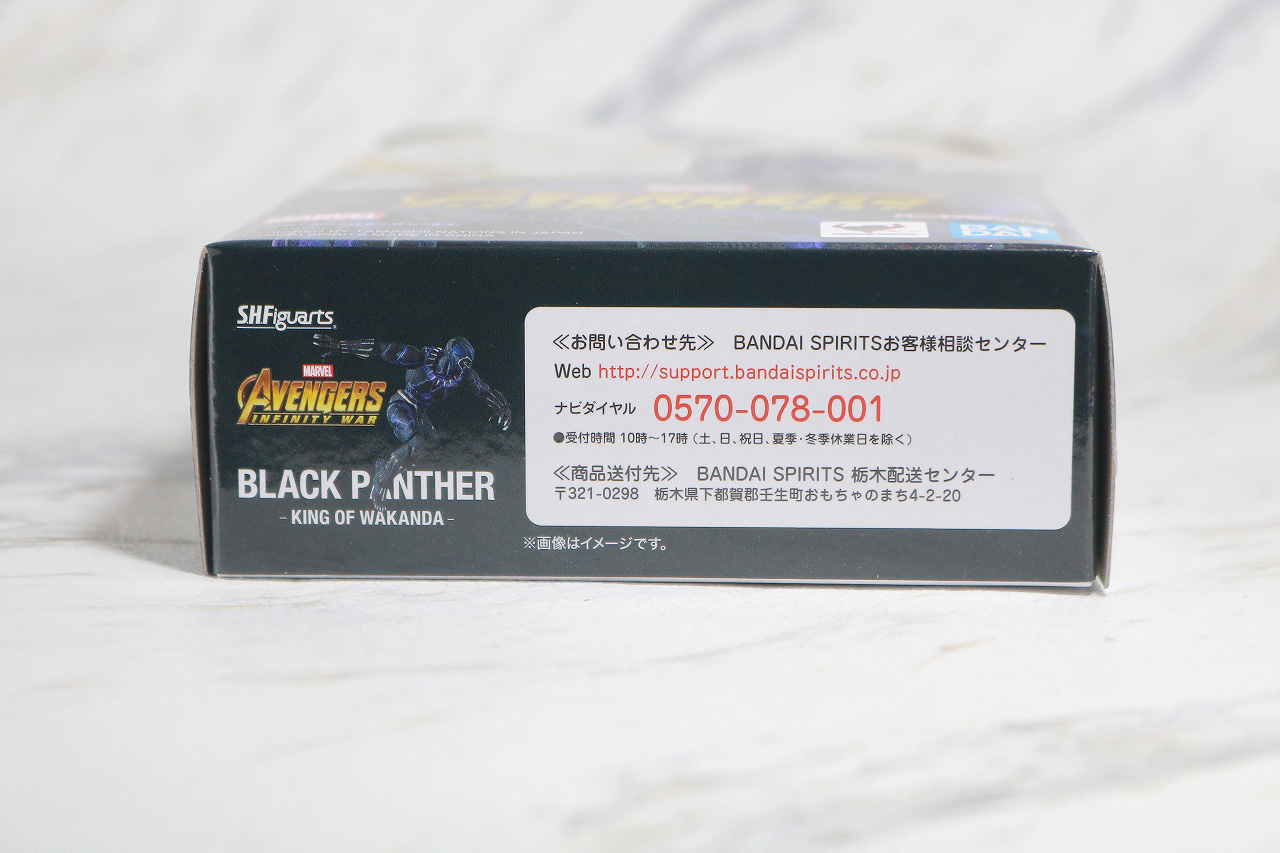 MARVEL
BANDAI
S.H.Figuarts
MARVEL
AVENGERS
INFINITY WAR
BLACK PANTHER
-KING OF WAKANDA-
≪お問い合わせ先≫ BANDAI SPIRITSお客様相談センター
Web http://support.bandaispirits.co.jp
ナビダイヤル 0570-078-001
●受付時間 10時～17時（土、日、祝日、夏季・冬季休業日を除く）
≪商品送付先≫ BANDAI SPIRITS 栃木配送センター
〒321-0298 栃木県下都賀郡壬生町おもちゃのまち4-2-20
※画像はイメージです。